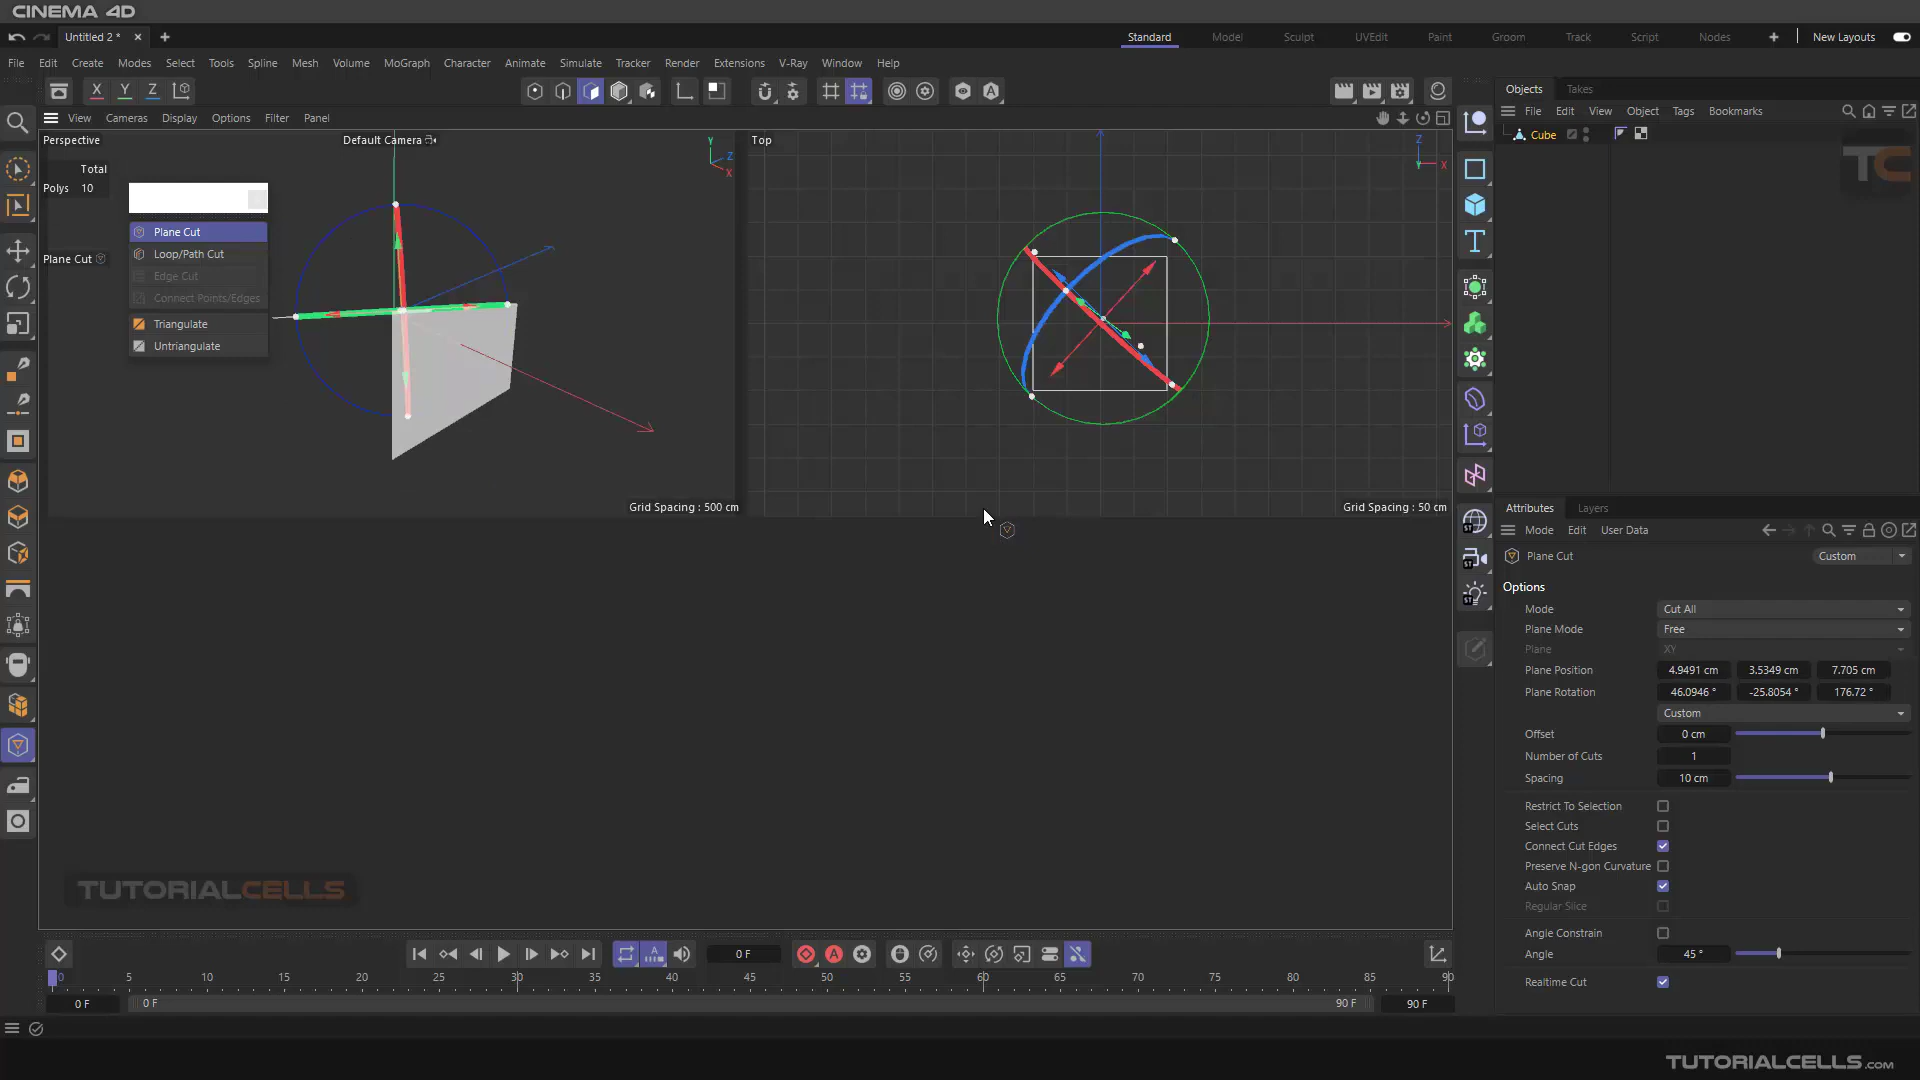 CINEMA 4D
Untitled 2 *
Standard Model Sculpt UVEdit Paint Groom Track Script Nodes New Layouts
File Edit Create Modes Select Tools Spline Mesh Volume MoGraph Character Animate Simulate Tracker Render Extensions V-Ray Window Help
X Y Z
View Cameras Display Options Filter Panel
Perspective
Default Camera
Total
Polys 10
Plane Cut
Plane Cut
Loop/Path Cut
Edge Cut
Connect Points/Edges
Triangulate
Untriangulate
Y
Z
X
Grid Spacing : 500 cm
Top
Z
Y X
Grid Spacing : 50 cm
Objects Takes
File Edit View Object Tags Bookmarks
Cube
TC
Attributes Layers
Mode Edit User Data
Plane Cut Custom
Options
Mode Cut All
Plane Mode Free
Plane XY
Plane Position 4.9491 cm 3.5349 cm 7.705 cm
Plane Rotation 46.0946 ° -25.8054 ° 176.72 °
Custom
Offset 0 cm
Number of Cuts 1
Spacing 10 cm
Restrict To Selection
Select Cuts
Connect Cut Edges
Preserve N-gon Curvature
Auto Snap
Regular Slice
Angle Constrain
Angle 45 °
Realtime Cut
ST
ST
ST
TUTORIALCELLS
0 F
0 5 10 15 20 25 30 35 40 45 50 55 60 65 70 75 80 85 90
0 F 0 F 90 F 90 F
TUTORIALCELLS.COM